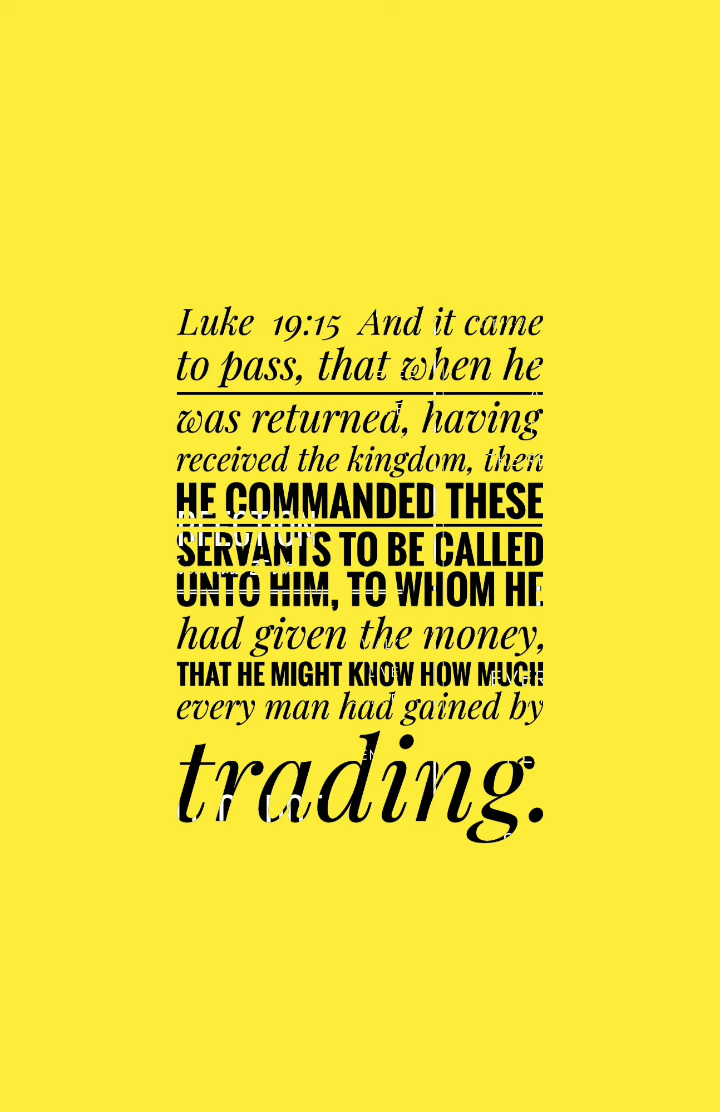 Luke 19:15 And it came
to pass, that when he
was returned, having
received the kingdom, then
HE COMMANDED THESE
SERVANTS TO BE CALLED
UNTO HIM, TO WHOM HE
had given the money,
THAT HE MIGHT KNOW HOW MUCH
every man had gained by
trading.